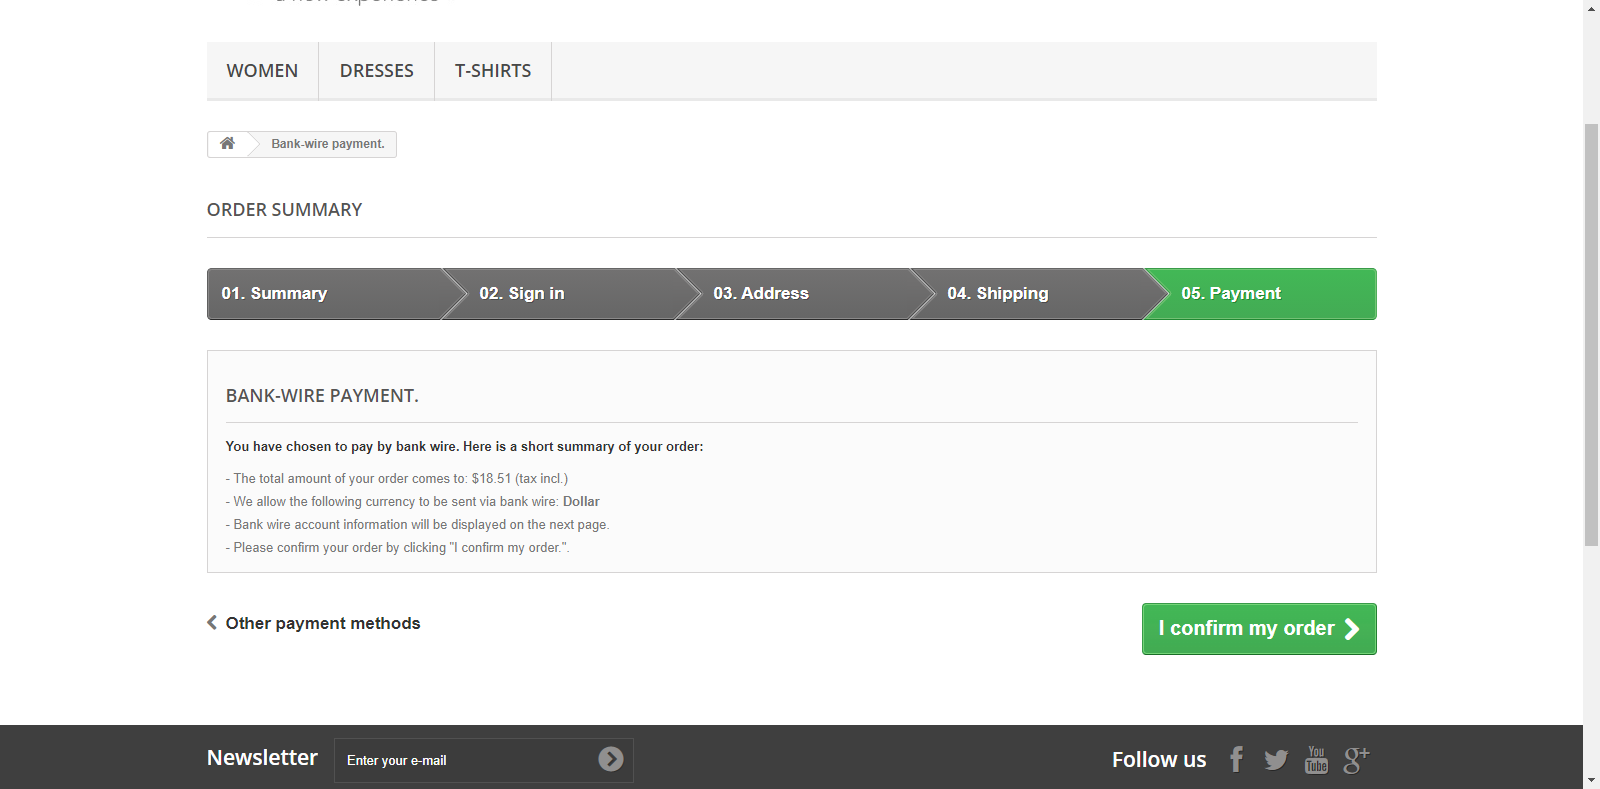 WOMEN
DRESSES
T-SHIRTS
Bank-wire payment.
ORDER SUMMARY
01. Summary
02. Sign in
03. Address
04. Shipping
05. Payment
BANK-WIRE PAYMENT.
You have chosen to pay by bank wire. Here is a short summary of your order:
- The total amount of your order comes to: $18.51 (tax incl.)
- We allow the following currency to be sent via bank wire: Dollar
- Bank wire account information will be displayed on the next page.
- Please confirm your order by clicking "I confirm my order.".
Other payment methods
I confirm my order
Newsletter
Enter your e-mail
Follow us
You
Tube